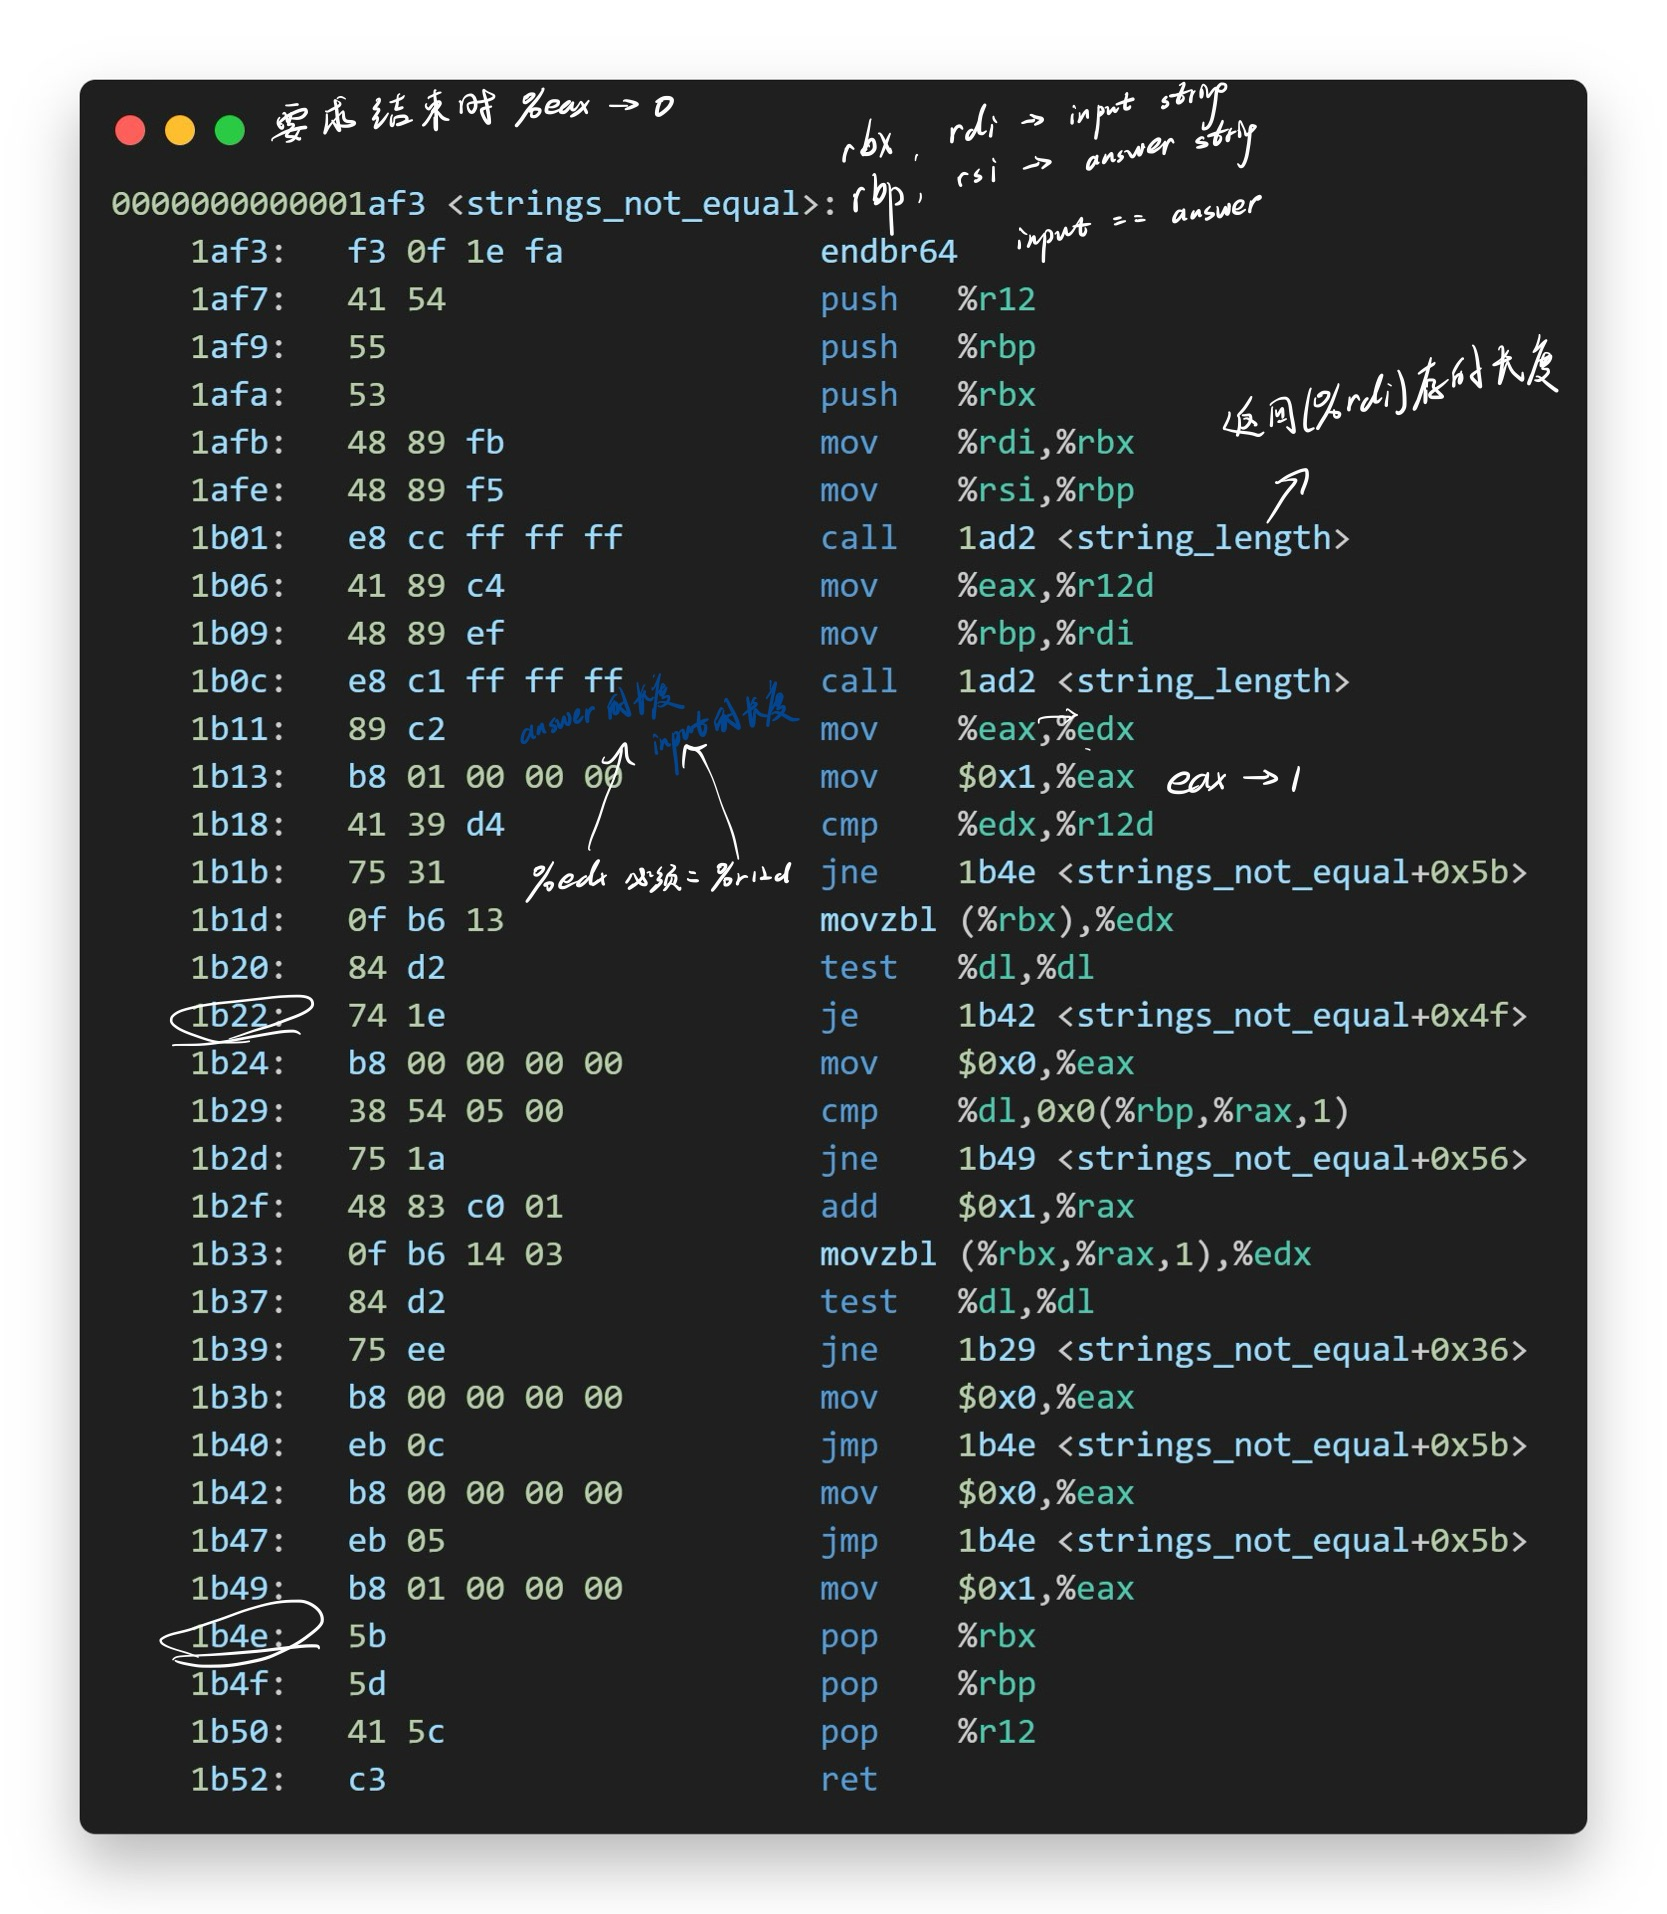 要求结束时 %eax → 0
rbx, rdi → input string
rbp, rsi → answer string
input == answer
0000000000001af3 <strings_not_equal>:
1af3: f3 0f 1e fa endbr64
1af7: 41 54 push %r12
1af9: 55 push %rbp
1afa: 53 push %rbx
返回(%rdi)存的长度
1afb: 48 89 fb mov %rdi,%rbx
1afe: 48 89 f5 mov %rsi,%rbp
1b01: e8 cc ff ff ff call 1ad2 <string_length>
1b06: 41 89 c4 mov %eax,%r12d
1b09: 48 89 ef mov %rbp,%rdi
1b0c: e8 c1 ff ff ff call 1ad2 <string_length>
answer的长度
input的长度
1b11: 89 c2 mov %eax,%edx
1b13: b8 01 00 00 00 mov $0x1,%eax eax → 1
1b18: 41 39 d4 cmp %edx,%r12d
%edx 必须= %r12d
1b1b: 75 31 jne 1b4e <strings_not_equal+0x5b>
1b1d: 0f b6 13 movzbl (%rbx),%edx
1b20: 84 d2 test %dl,%dl
1b22: 74 1e je 1b42 <strings_not_equal+0x4f>
1b24: b8 00 00 00 00 mov $0x0,%eax
1b29: 38 54 05 00 cmp %dl,0x0(%rbp,%rax,1)
1b2d: 75 1a jne 1b49 <strings_not_equal+0x56>
1b2f: 48 83 c0 01 add $0x1,%rax
1b33: 0f b6 14 03 movzbl (%rbx,%rax,1),%edx
1b37: 84 d2 test %dl,%dl
1b39: 75 ee jne 1b29 <strings_not_equal+0x36>
1b3b: b8 00 00 00 00 mov $0x0,%eax
1b40: eb 0c jmp 1b4e <strings_not_equal+0x5b>
1b42: b8 00 00 00 00 mov $0x0,%eax
1b47: eb 05 jmp 1b4e <strings_not_equal+0x5b>
1b49: b8 01 00 00 00 mov $0x1,%eax
1b4e: 5b pop %rbx
1b4f: 5d pop %rbp
1b50: 41 5c pop %r12
1b52: c3 ret